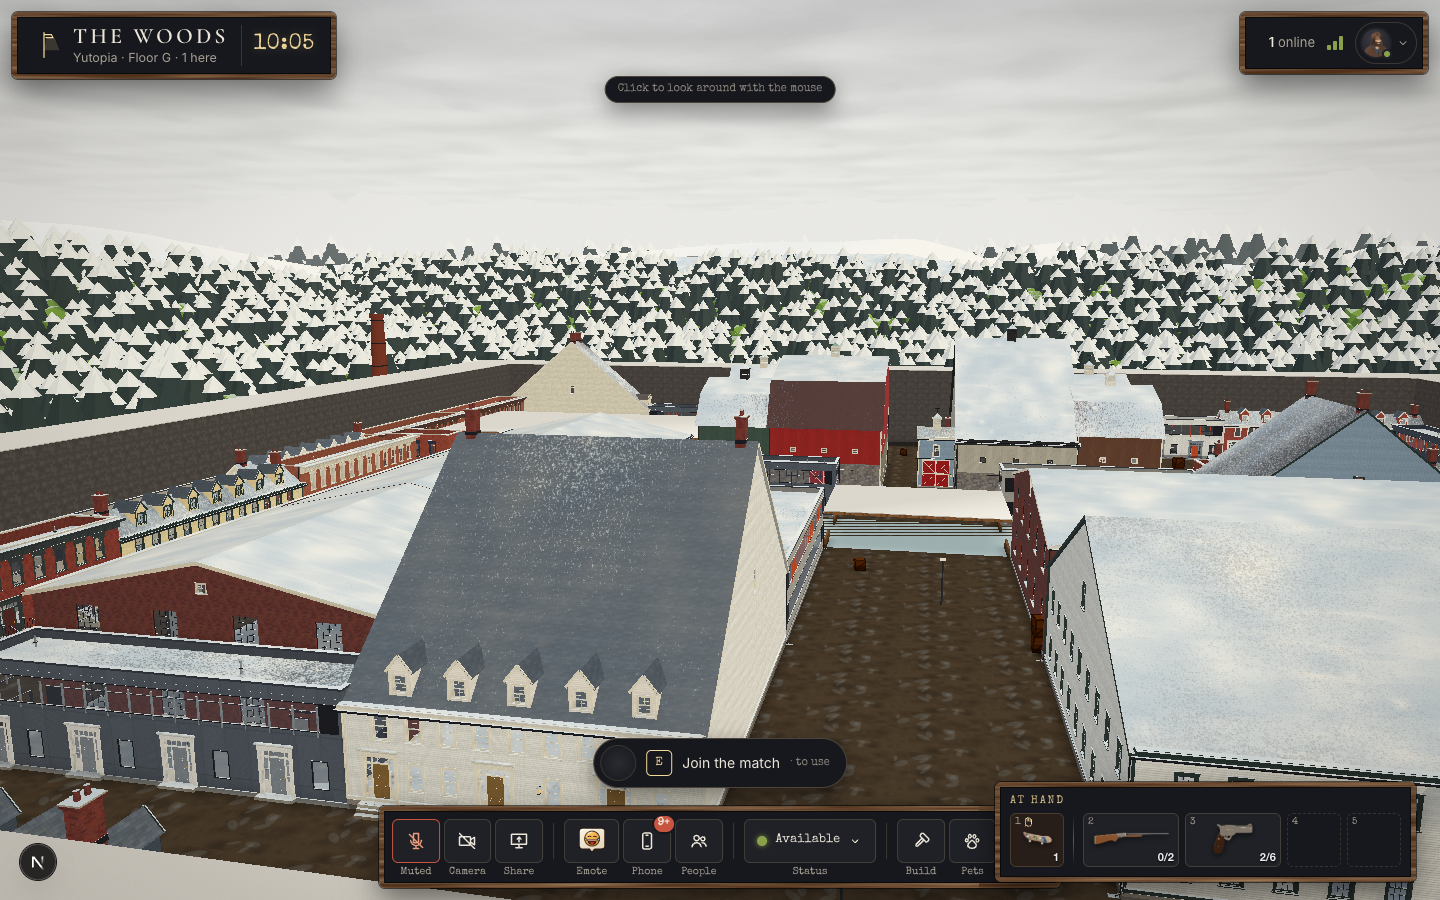 THE WOODS
Yutopia · Floor G · 1 here
10:05
1 online
Click to look around with the mouse
E
Join the match · to use
AT HAND
1
1
2
0/2
3
2/6
4
5
9+
Available
Muted
Camera
Share
Emote
Phone
People
Status
Build
Pets
N